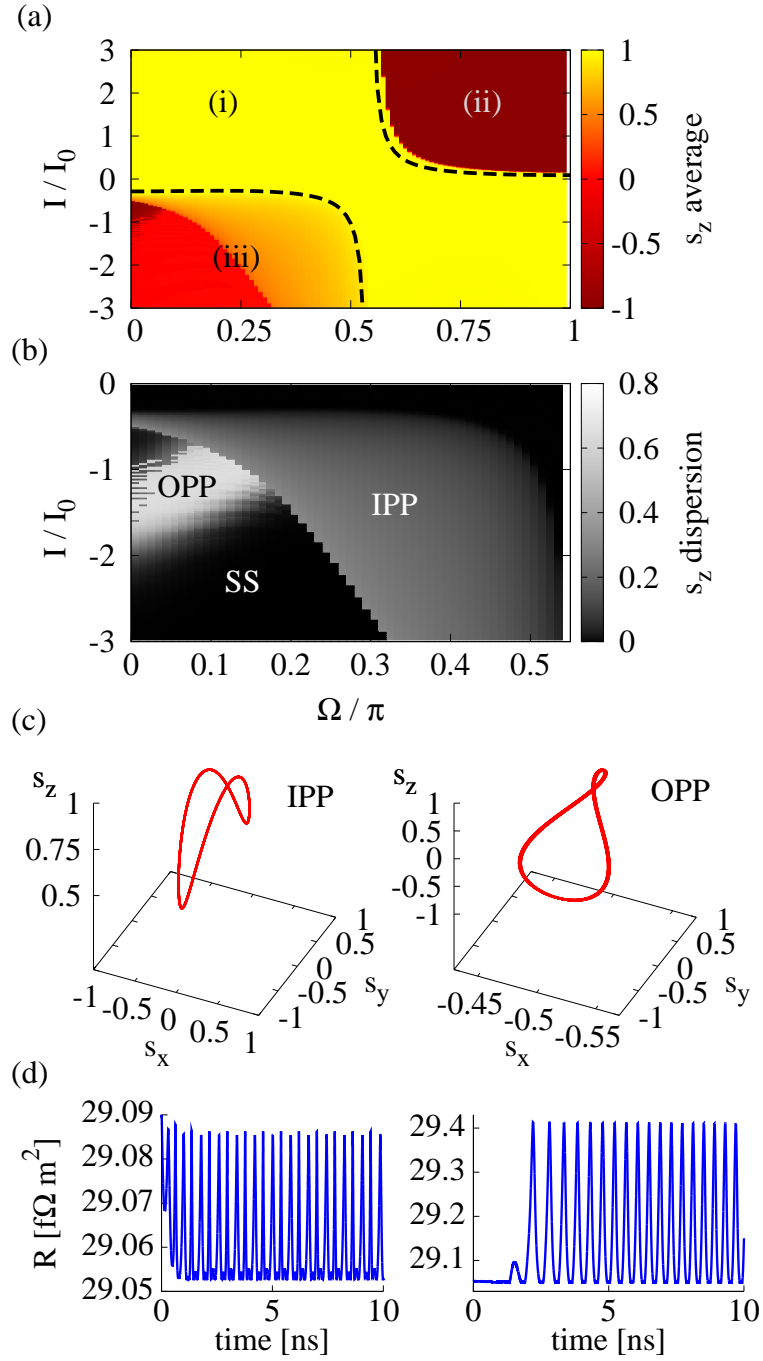 (a)
3
2
1
0
-1
-2
-3
I / I0
(i)
(ii)
(iii)
0
0.25
0.5
0.75
1
1
0.5
0
-0.5
-1
sz average
(b)
0
-1
-2
-3
I / I0
OPP
IPP
SS
0
0.1
0.2
0.3
0.4
0.5
Ω / π
0.8
0.6
0.4
0.2
0
sz dispersion
(c)
sz
1
0.75
0.5
IPP
-1
-0.5
0
0.5
1
sx
1
0.5
0
-0.5
-1
sy
sz
1
0.5
0
-0.5
-1
OPP
-0.45
-0.5
-0.55
sx
1
0.5
0
-0.5
-1
sy
(d)
29.09
29.08
29.07
29.06
29.05
R [fΩ m²]
0
5
10
time [ns]
29.4
29.3
29.2
29.1
0
5
10
time [ns]